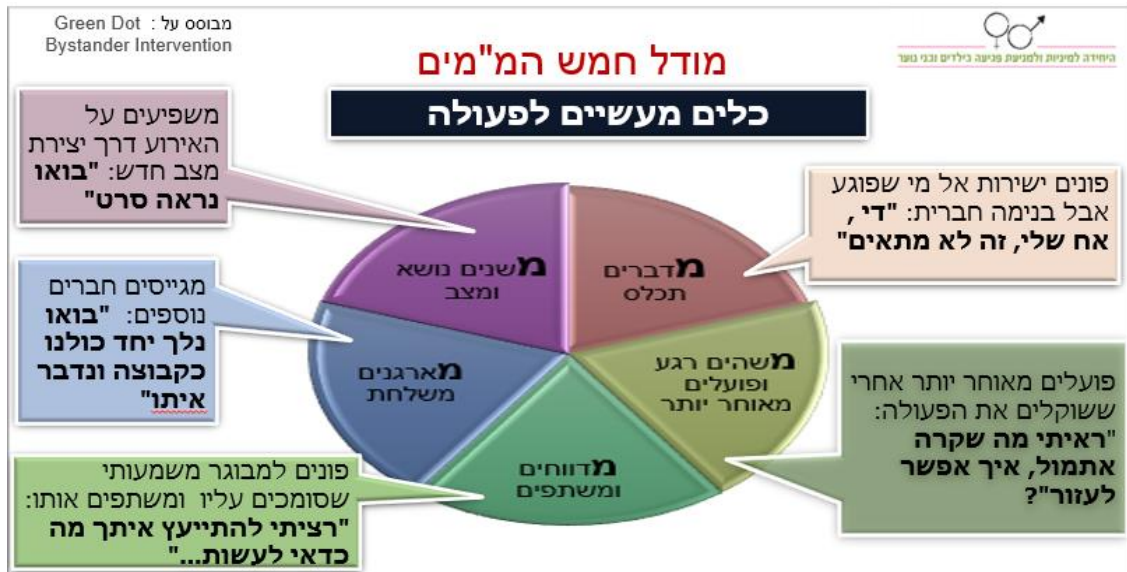 מבוסס על : Green Dot
Bystander Intervention
היחידה למיניות ולמניעת פגיעה בילדים ובני נוער
מודל חמש המ"מים
כלים מעשיים לפעולה
פונים ישירות אל מי שפוגע
אבל בנימה חברית: "די ,
אח שלי, זה לא מתאים"
מדברים
תכלס
משהים רגע
ופועלים
מאוחר יותר
פועלים מאוחר יותר אחרי
ששוקלים את הפעולה:
"ראיתי מה שקרה
אתמול, איך אפשר
לעזור"?
מדווחים
ומשתפים
פונים למבוגר משמעותי
שסומכים עליו ומשתפים אותו:
"רציתי להתייעץ איתך מה
כדאי לעשות..."
מארגנים
משלחת
מגייסים חברים
נוספים: "בואו
נלך יחד כולנו
כקבוצה ונדבר
איתו"
משנים נושא
ומצב
משפיעים על
האירוע דרך יצירת
מצב חדש: "בואו
נראה סרט"